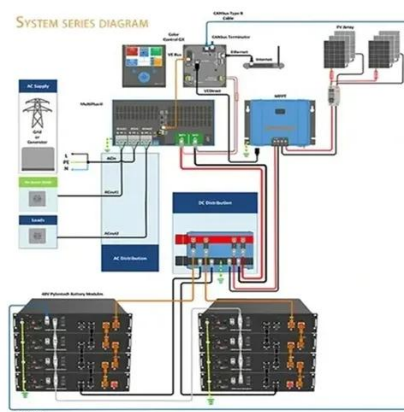 SYSTEM SERIES DIAGRAM
CANbus Type B
Cable
Color
Control GX
CANbus Terminator
VE Bus
Ethernet
Ethernet
Internet
PV Array
AC Supply
Grid
or
Generator
MultiPlus-II
VE.Direct
MPPT
L
PE
N
ACin
ACout1
Loads
ACout2
AC Distribution
DC Distribution
48V Pylontech Battery Modules